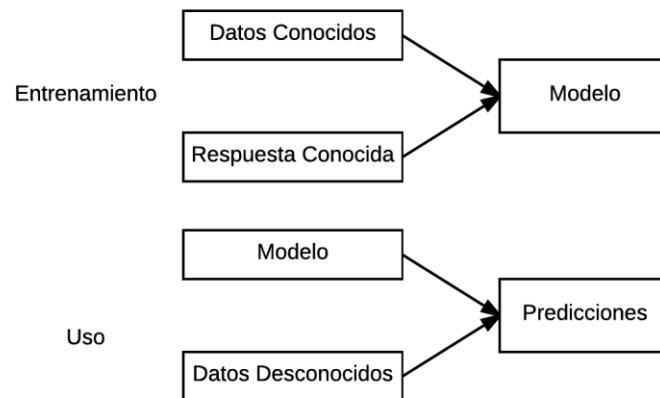 Datos Conocidos
Entrenamiento
Modelo
Respuesta Conocida
Modelo
Predicciones
Uso
Datos Desconocidos